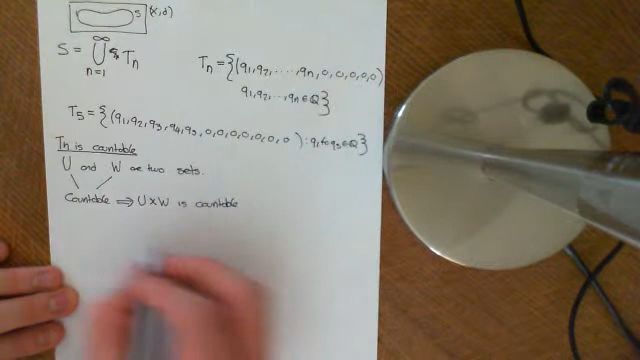 S (X,d)
S = ∞ ∪ n=1 Tn
Tn = {(q1,q2, ..., qn,0,0,0,0,0)
q1,q2, ..., qn ∈ ℚ}
T5 = {(q1,q2,q3,q4,q5,0,0,0,0,0,0,0) : q1 to q5 ∈ ℚ}
Tn is countable
U and W are two sets.
Countable ⟹ U×W is countable